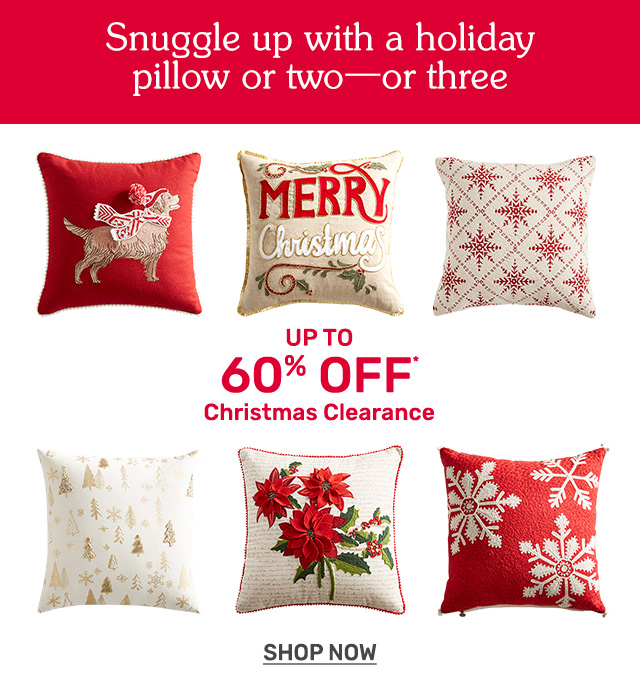 Snuggle up with a holiday
pillow or two—or three
MERRY
Christmas
UP TO
60% OFF*
Christmas Clearance
SHOP NOW